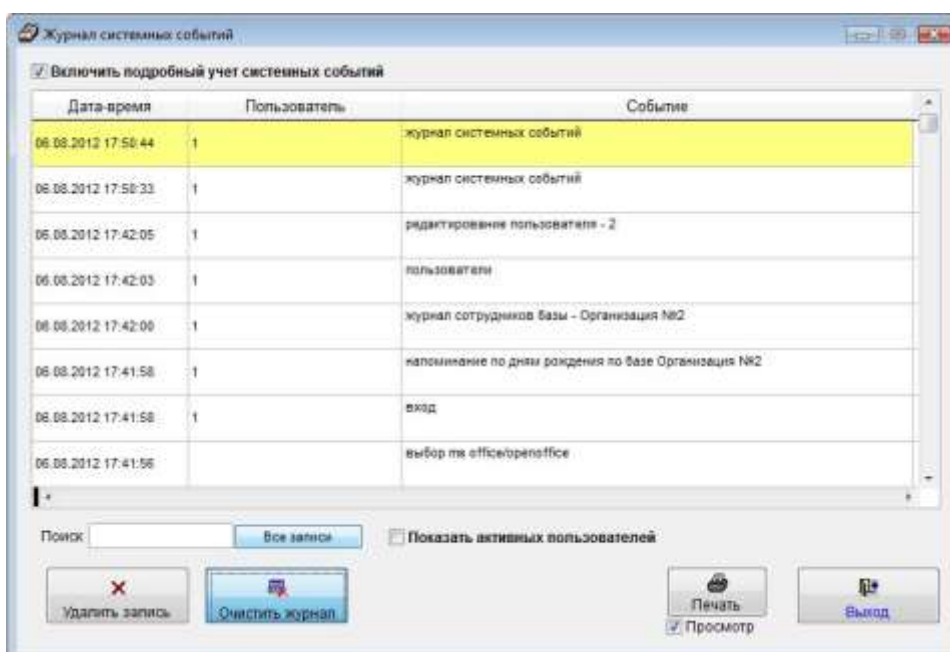 Журнал системных событий
Включить подробный учет системных событий
Дата-время Пользователь Событие
06.08.2012 17:50:44 1 журнал системных событий
06.08.2012 17:50:33 1 журнал системных событий
06.08.2012 17:42:05 1 редактирование пользователя - 2
06.08.2012 17:42:03 1 пользователи
06.08.2012 17:42:00 1 журнал сотрудников базы - Организация №2
06.08.2012 17:41:58 1 напоминание по дням рождения по базе Организация №2
06.08.2012 17:41:58 1 вход
06.08.2012 17:41:56 выбор ms office/openoffice
Поиск Все записи Показать активных пользователей
Удалить запись Очистить журнал Печать Выход
Просмотр